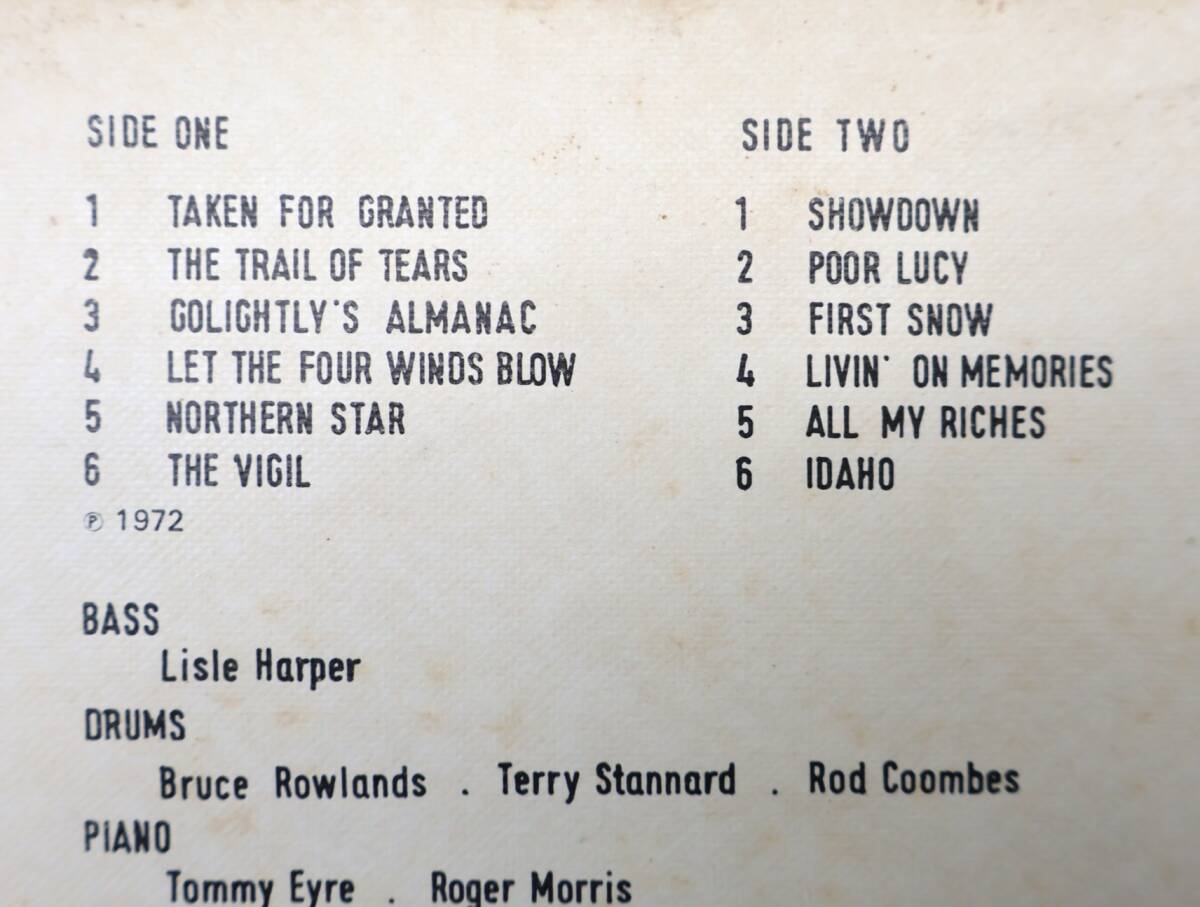 SIDE ONE
1 TAKEN FOR GRANTED
2 THE TRAIL OF TEARS
3 GOLIGHTLY'S ALMANAC
4 LET THE FOUR WINDS BLOW
5 NORTHERN STAR
6 THE VIGIL
℗ 1972
SIDE TWO
1 SHOWDOWN
2 POOR LUCY
3 FIRST SNOW
4 LIVIN' ON MEMORIES
5 ALL MY RICHES
6 IDAHO
BASS
Lisle Harper
DRUMS
Bruce Rowlands . Terry Stannard . Rod Coombes
PIANO
Tommy Eyre . Roger Morris